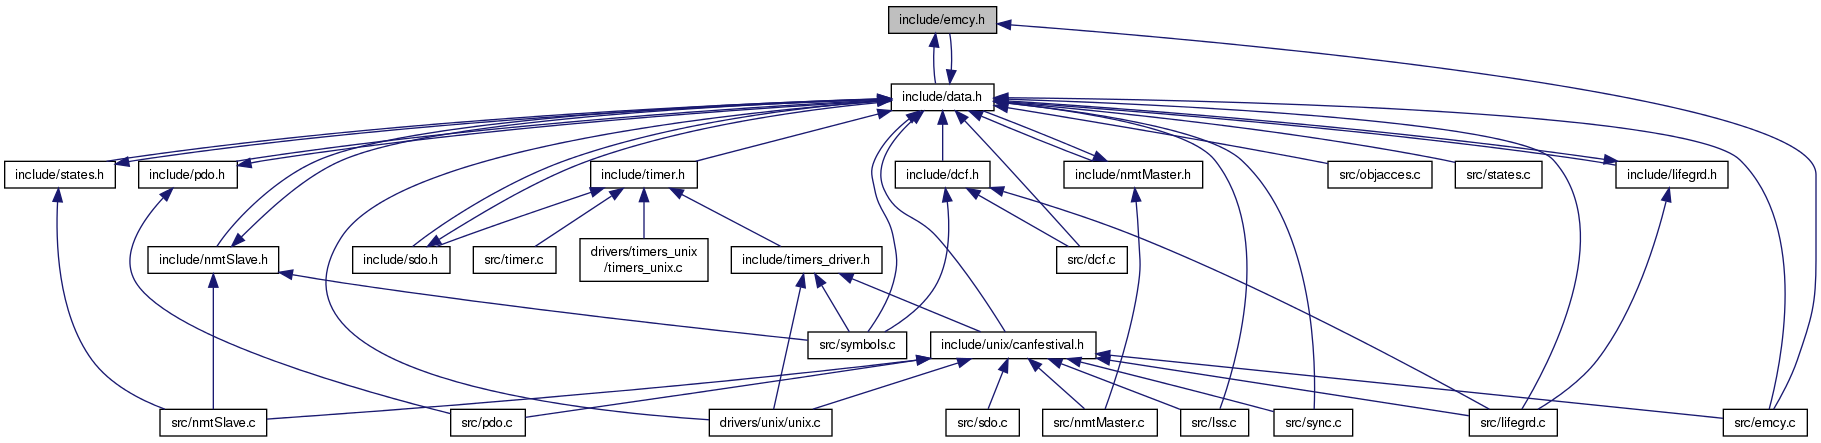 include/emcy.h
include/data.h
include/states.h
include/pdo.h
include/timer.h
include/dcf.h
include/nmtMaster.h
src/objacces.c
src/states.c
include/lifegrd.h
include/nmtSlave.h
include/sdo.h
src/timer.c
drivers/timers_unix
/timers_unix.c
include/timers_driver.h
src/dcf.c
src/symbols.c
include/unix/canfestival.h
src/nmtSlave.c
src/pdo.c
drivers/unix/unix.c
src/sdo.c
src/nmtMaster.c
src/lss.c
src/sync.c
src/lifegrd.c
src/emcy.c